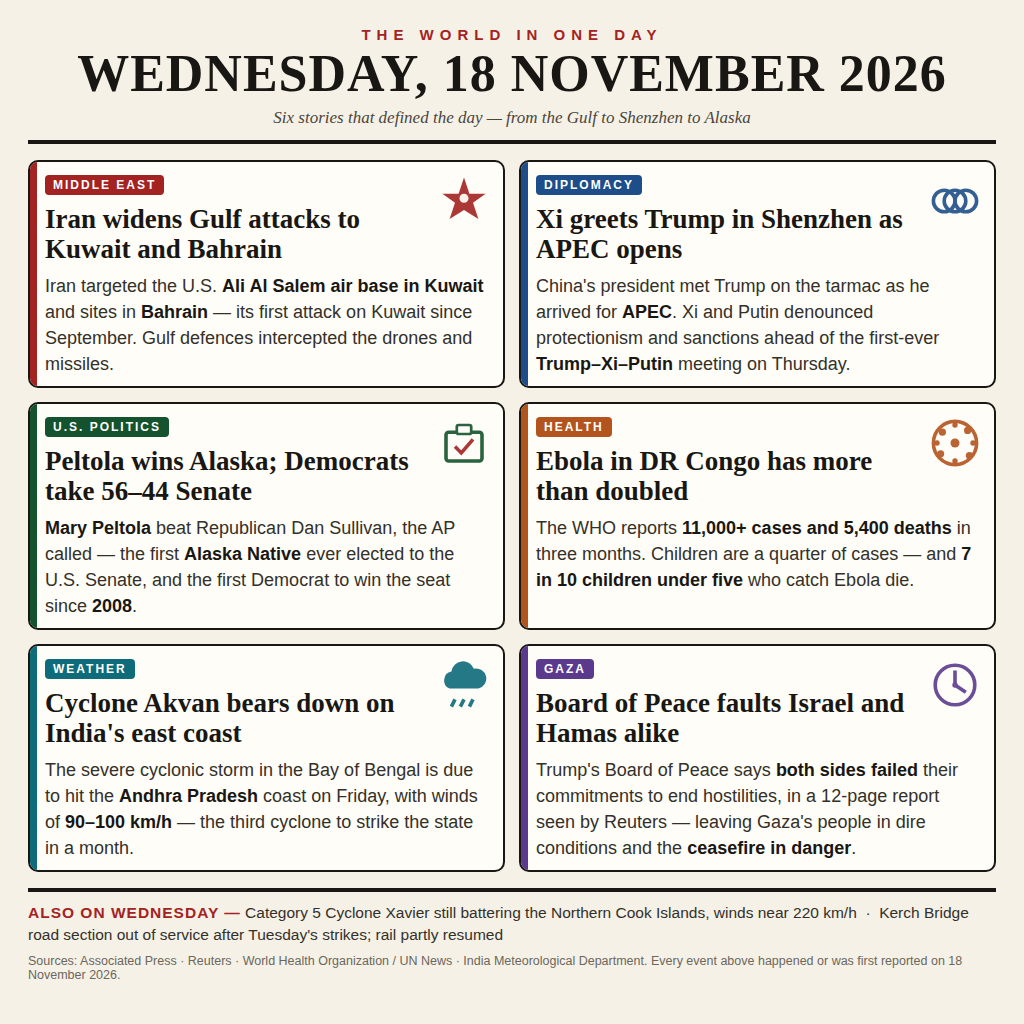 THE WORLD IN ONE DAY
WEDNESDAY, 18 NOVEMBER 2026
Six stories that defined the day — from the Gulf to Shenzhen to Alaska
MIDDLE EAST
Iran widens Gulf attacks to
Kuwait and Bahrain
Iran targeted the U.S. Ali Al Salem air base in Kuwait
and sites in Bahrain — its first attack on Kuwait since
September. Gulf defences intercepted the drones and
missiles.
DIPLOMACY
Xi greets Trump in Shenzhen as
APEC opens
China's president met Trump on the tarmac as he
arrived for APEC. Xi and Putin denounced
protectionism and sanctions ahead of the first-ever
Trump–Xi–Putin meeting on Thursday.
U.S. POLITICS
Peltola wins Alaska; Democrats
take 56–44 Senate
Mary Peltola beat Republican Dan Sullivan, the AP
called — the first Alaska Native ever elected to the
U.S. Senate, and the first Democrat to win the seat
since 2008.
HEALTH
Ebola in DR Congo has more
than doubled
The WHO reports 11,000+ cases and 5,400 deaths in
three months. Children are a quarter of cases — and 7
in 10 children under five who catch Ebola die.
WEATHER
Cyclone Akvan bears down on
India's east coast
The severe cyclonic storm in the Bay of Bengal is due
to hit the Andhra Pradesh coast on Friday, with winds
of 90–100 km/h — the third cyclone to strike the state
in a month.
GAZA
Board of Peace faults Israel and
Hamas alike
Trump's Board of Peace says both sides failed their
commitments to end hostilities, in a 12-page report
seen by Reuters — leaving Gaza's people in dire
conditions and the ceasefire in danger.
ALSO ON WEDNESDAY — Category 5 Cyclone Xavier still battering the Northern Cook Islands, winds near 220 km/h · Kerch Bridge
road section out of service after Tuesday's strikes; rail partly resumed
Sources: Associated Press · Reuters · World Health Organization / UN News · India Meteorological Department. Every event above happened or was first reported on 18
November 2026.